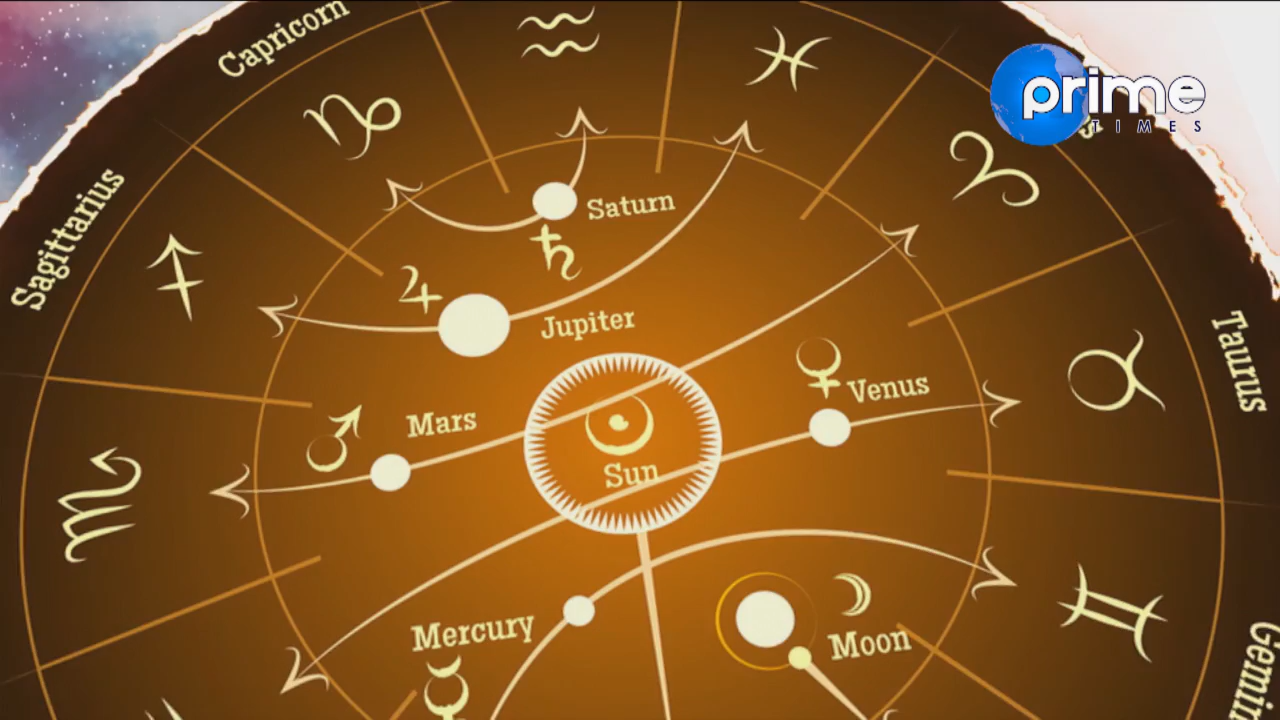 Capricorn
prime
TIMES
Sagittarius
Saturn
Jupiter
Taurus
Venus
Mars
Sun
Mercury
Moon